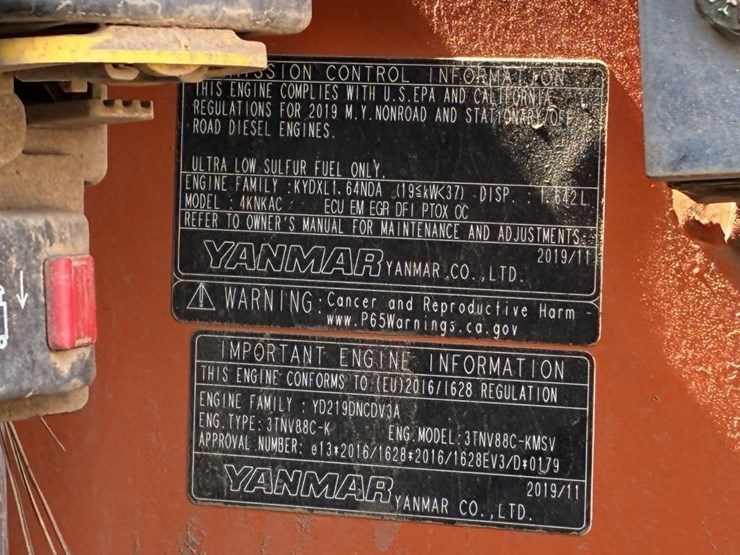 EMISSION CONTROL INFORMATION
THIS ENGINE COMPLIES WITH U.S.EPA AND CALIFORNIA
REGULATIONS FOR 2019 M.Y.NONROAD AND STATIONARY/OFF
ROAD DIESEL ENGINES.
ULTRA LOW SULFUR FUEL ONLY.
ENGINE FAMILY :KYDXL1.64NDA (19≤kW<37) DISP. : 1.642L
MODEL : 4KNKAC ECU EM EGR DFI PTOX OC
REFER TO OWNER'S MANUAL FOR MAINTENANCE AND ADJUSTMENTS.
2019/11
YANMAR YANMAR CO.,LTD.
⚠ WARNING: Cancer and Reproductive Harm -
www.P65Warnings.ca.gov
IMPORTANT ENGINE INFORMATION
THIS ENGINE CONFORMS TO (EU)2016/1628 REGULATION
ENGINE FAMILY : YD219DNCDV3A
ENG.TYPE: 3TNV88C-K ENG.MODEL:3TNV88C-KMSV
APPROVAL NUMBER: e13*2016/1628*2016/1628EV3/D*0179
2019/11
YANMAR YANMAR CO.,LTD.